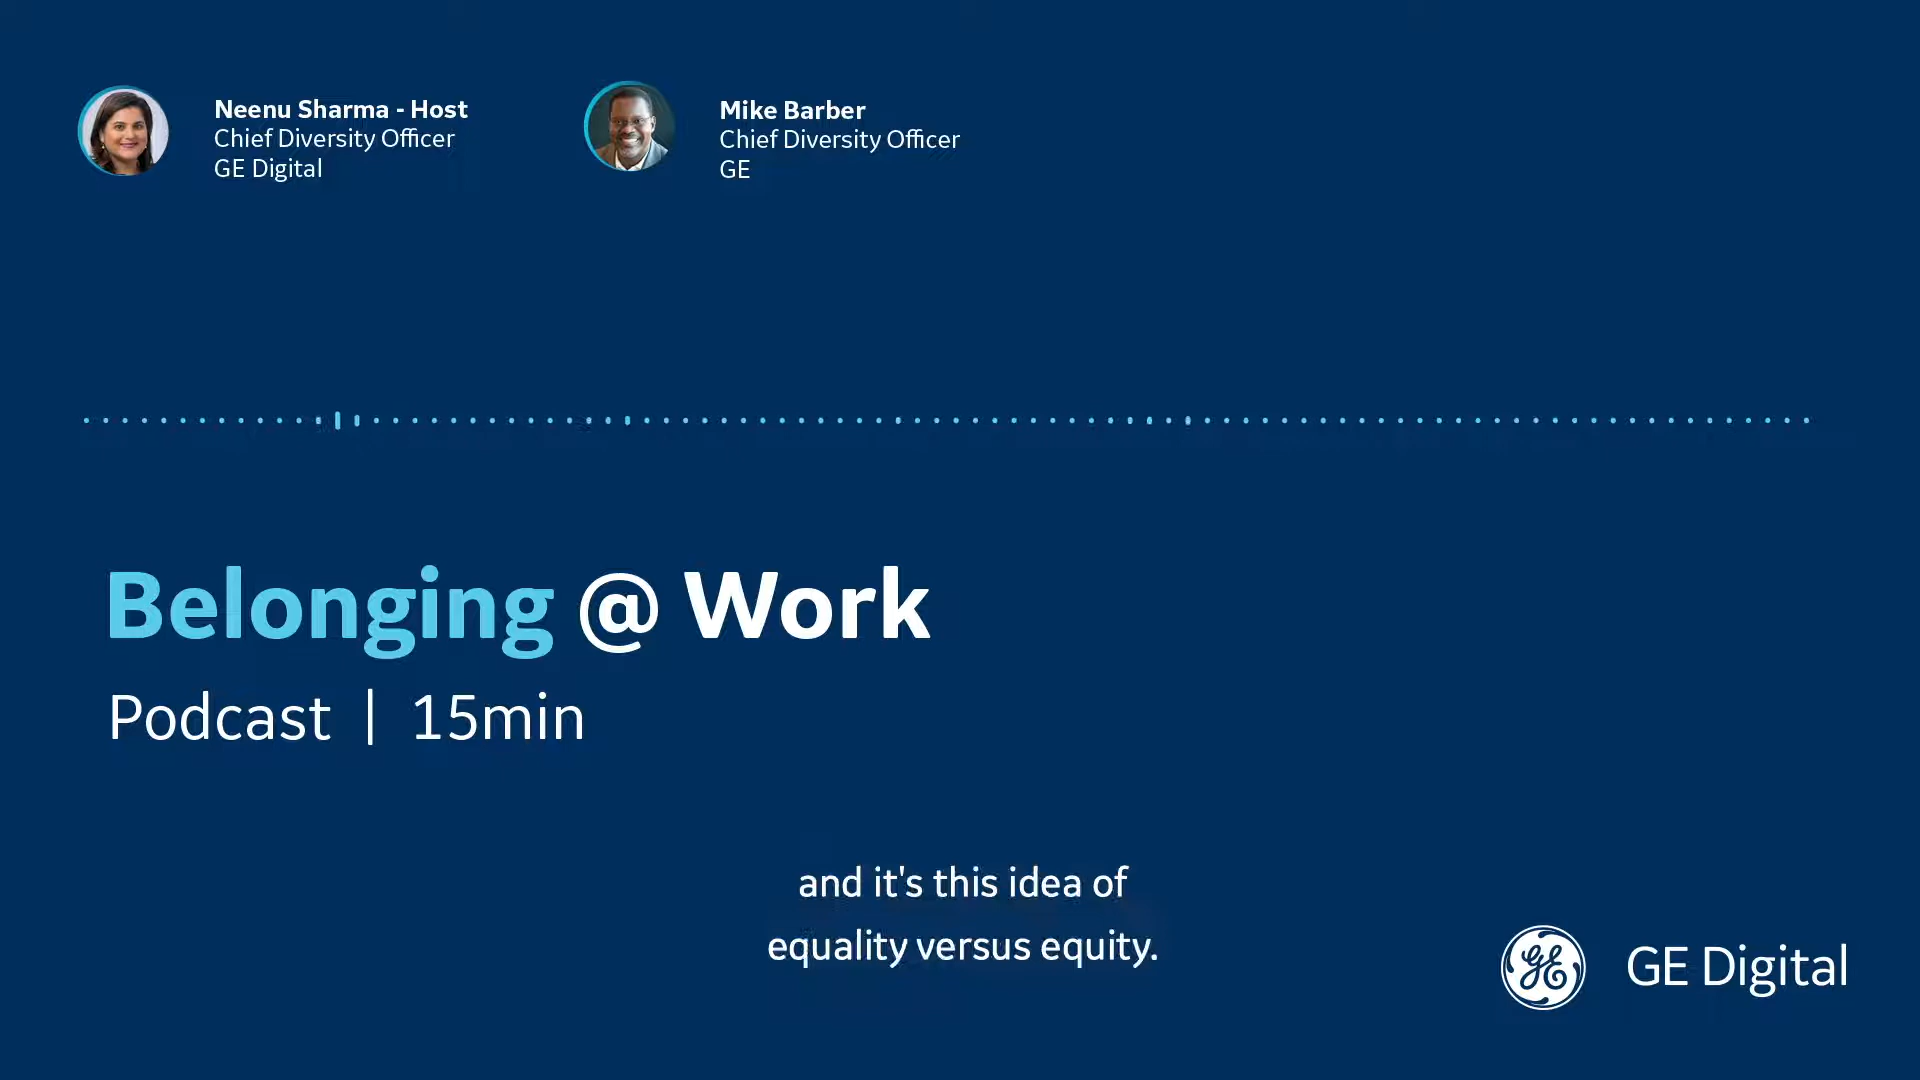 Neenu Sharma - Host
Chief Diversity Officer
GE Digital
Mike Barber
Chief Diversity Officer
GE
Belonging @ Work
Podcast | 15min
and it's this idea of
equality versus equity.
GE GE Digital